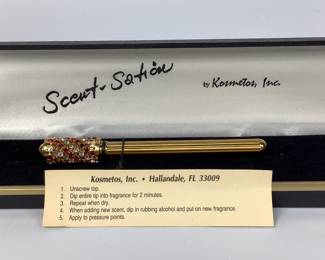 Scent-Sation
by Kosmetos, Inc.
Kosmetos, Inc. • Hallandale, FL 33009
1. Unscrew top.
2. Dip entire tip into fragrance for 2 minutes.
3. Repeat when dry.
4. When adding new scent, dip in rubbing alcohol and put on new fragrance.
5. Apply to pressure points.